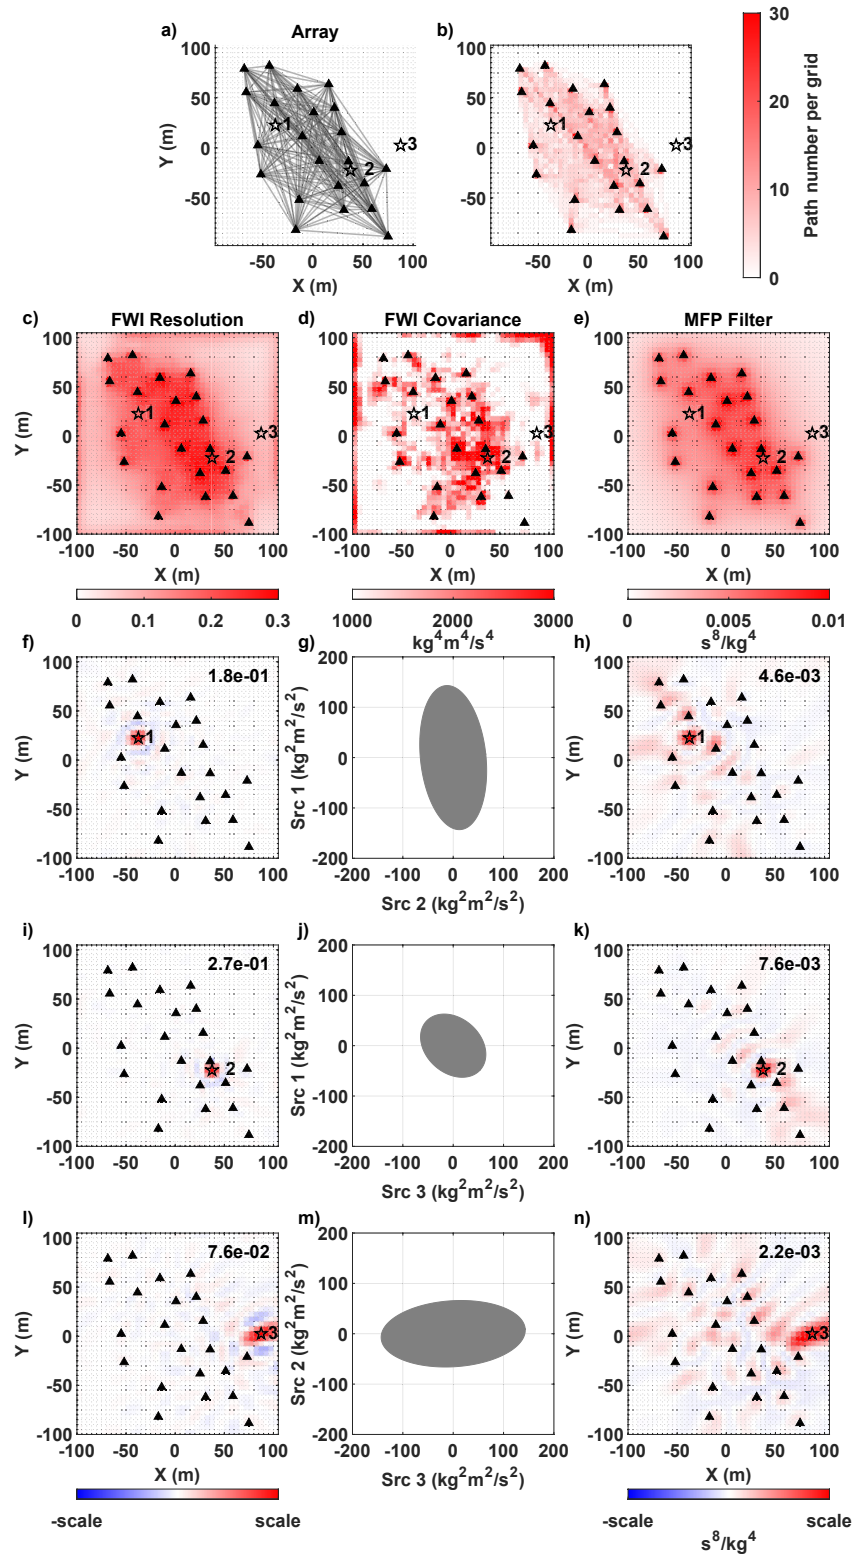 a) Array b)
100
50
0
-50
Y (m)
1
2
3
-50 0 50 100
X (m)
1
2
3
-50 0 50 100
X (m)
30
20
10
0
Path number per grid
c) FWI Resolution d) FWI Covariance e) MFP Filter
100
50
0
-50
-100
Y (m)
1
2
3
-100 -50 0 50 100
X (m)
0 0.1 0.2 0.3
100
50
0
-50
-100
1
2
3
-100 -50 0 50 100
1000 2000 3000
kg⁴m⁴/s⁴
100
50
0
-50
-100
Y (m)
1
2
3
-100 -50 0 50 100
X (m)
0 0.005 0.01
s⁸/kg⁴
f) g) h)
100
50
0
-50
-100
Y (m)
1.8e-01
1
-100 -50 0 50 100
200
100
0
-100
-200
Src 1 (kg²m²/s²)
-200 -100 0 100 200
Src 2 (kg²m²/s²)
100
50
0
-50
-100
Y (m)
4.6e-03
1
-100 -50 0 50 100
i) j) k)
100
50
0
-50
-100
Y (m)
2.7e-01
2
-100 -50 0 50 100
200
100
0
-100
-200
Src 1 (kg²m²/s²)
-200 -100 0 100 200
Src 3 (kg²m²/s²)
100
50
0
-50
-100
Y (m)
7.6e-03
2
-100 -50 0 50 100
l) m) n)
100
50
0
-50
-100
Y (m)
7.6e-02
3
-100 -50 0 50 100
X (m)
-scale scale
200
100
0
-100
-200
Src 2 (kg²m²/s²)
-200 -100 0 100 200
Src 3 (kg²m²/s²)
100
50
0
-50
-100
Y (m)
2.2e-03
3
-100 -50 0 50 100
X (m)
-scale scale
s⁸/kg⁴